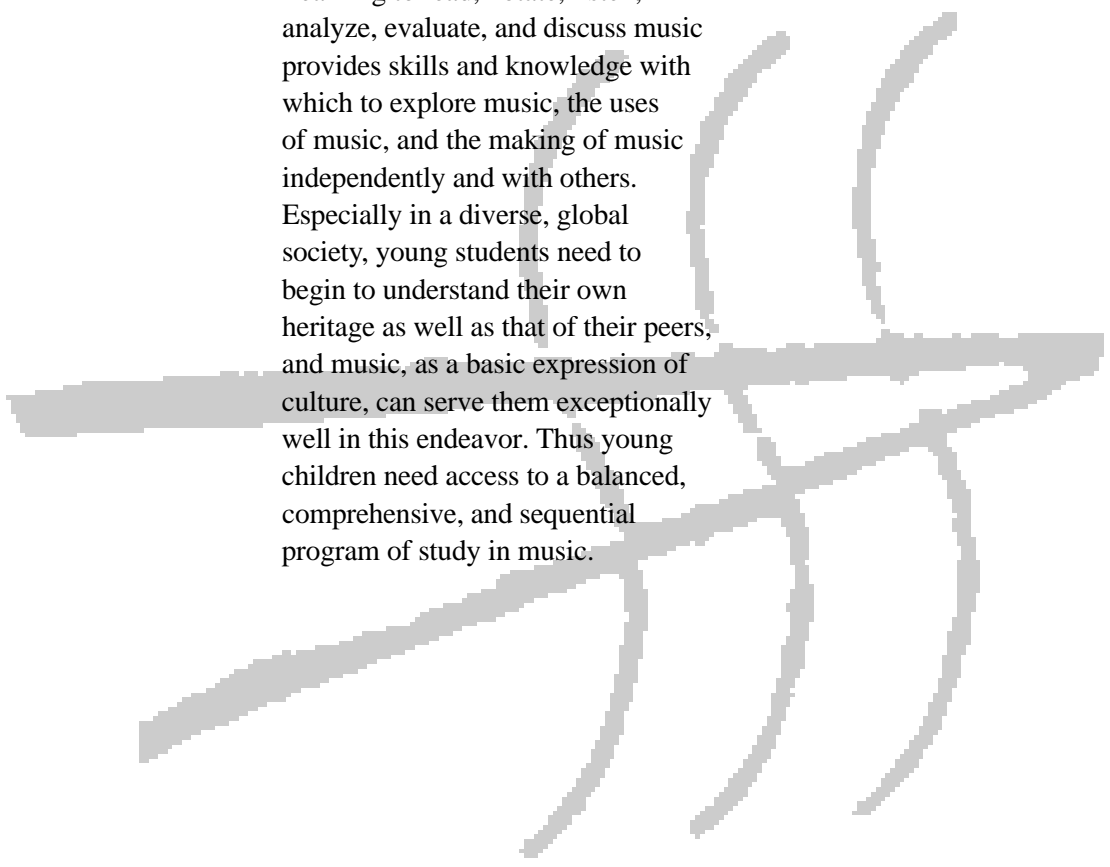 analyze, evaluate, and discuss music
provides skills and knowledge with
which to explore music, the uses
of music, and the making of music
independently and with others.
Especially in a diverse, global
society, young students need to
begin to understand their own
heritage as well as that of their peers,
and music, as a basic expression of
culture, can serve them exceptionally
well in this endeavor. Thus young
children need access to a balanced,
comprehensive, and sequential
program of study in music.